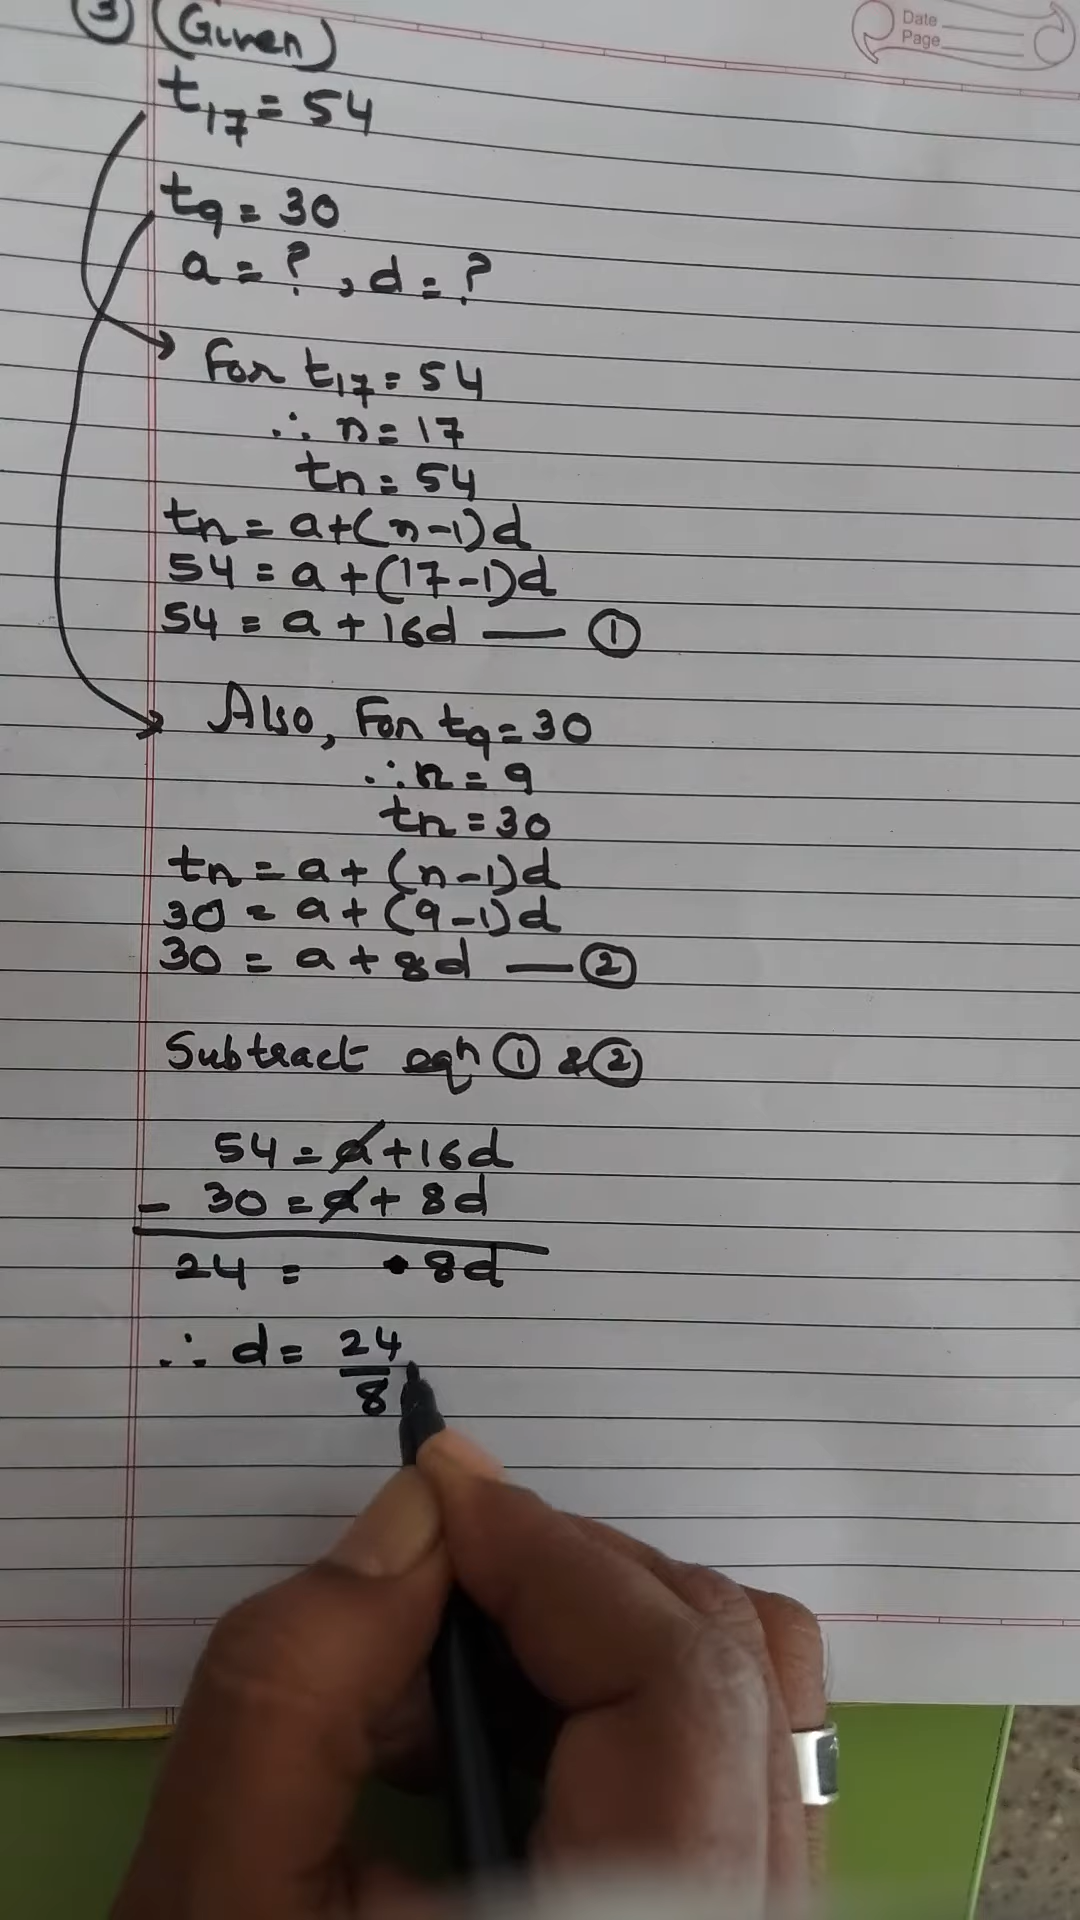 ③ (Given)
Date
Page
t₁₇ = 54
t₉ = 30
a = ? , d = ?
For t₁₇ = 54
∴ n = 17
tn = 54
tn = a+(n-1)d
54 = a+(17-1)d
54 = a + 16d — ①
Also, For t₉ = 30
∴ n = 9
tn = 30
tn = a + (n-1)d
30 = a + (9-1)d
30 = a + 8d — ②
Subtract eqⁿ ① & ②
54 = a+16d
- 30 = a+ 8d
24 = 8d
∴ d = 24
8